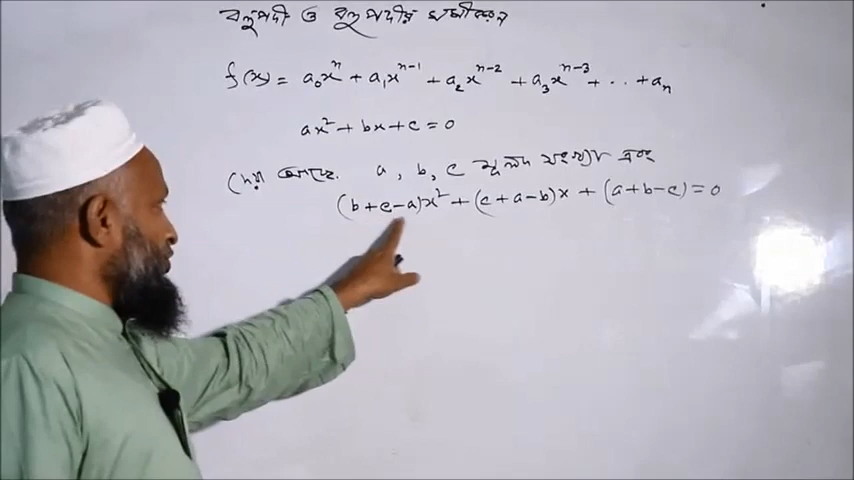 বহুপদী ও বহুপদীর সমীকরণ
f(x) = a₀xⁿ + a₁xⁿ⁻¹ + a₂xⁿ⁻² + a₃xⁿ⁻³ + ... + aₙ
ax² + bx + c = 0
দেয়া আছে. a, b, c মূলদ সংখ্যা এবং
(b+c-a)x² + (c+a-b)x + (a+b-c) = 0